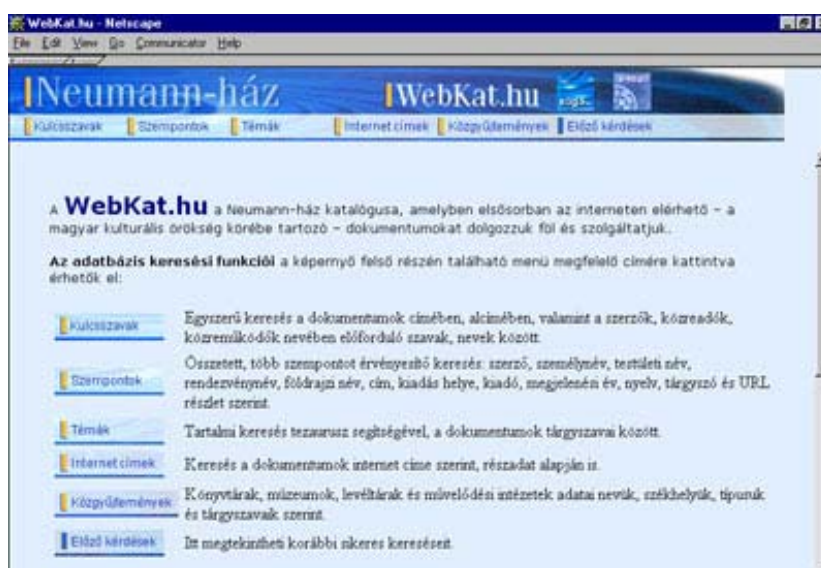 WebKat.hu - Netscape
File Edit View Go Communicator Help
Neumann-ház WebKat.hu
Kulcsszavak Szempontok Témák Internet címek Közgyűjtemények Előző kérdések
A WebKat.hu a Neumann-ház katalógusa, amelyben elsősorban az interneten elérhető – a
magyar kulturális örökség körébe tartozó – dokumentumokat dolgozzuk föl és szolgáltatjuk.
Az adatbázis keresési funkciói a képernyő felső részén található menü megfelelő címére kattintva
érhetők el:
Kulcsszavak
Egyszerű keresés a dokumentumok címében, alcímében, valamint a szerzők, közreadók,
közreműködők nevében előforduló szavak, nevek között.
Szempontok
Összetett, több szempontot érvényesítő keresés: szerző, személynév, testületi név,
rendezvénynév, földrajzi név, cím, kiadás helye, kiadó, megjelenési év, nyelv, tárgyszó és URL
részlet szerint.
Témák
Tartalmi keresés tezaurusz segítségével, a dokumentumok tárgyszavai között.
Internet címek
Keresés a dokumentumok internet címe szerint, részadat alapján is.
Közgyűjtemények
Könyvtárak, múzeumok, levéltárak és művelődési intézetek adatai nevük, székhelyük, típusuk
és tárgyszavaik szerint.
Előző kérdések
Itt megtekintheti korábbi sikeres kereséseit.